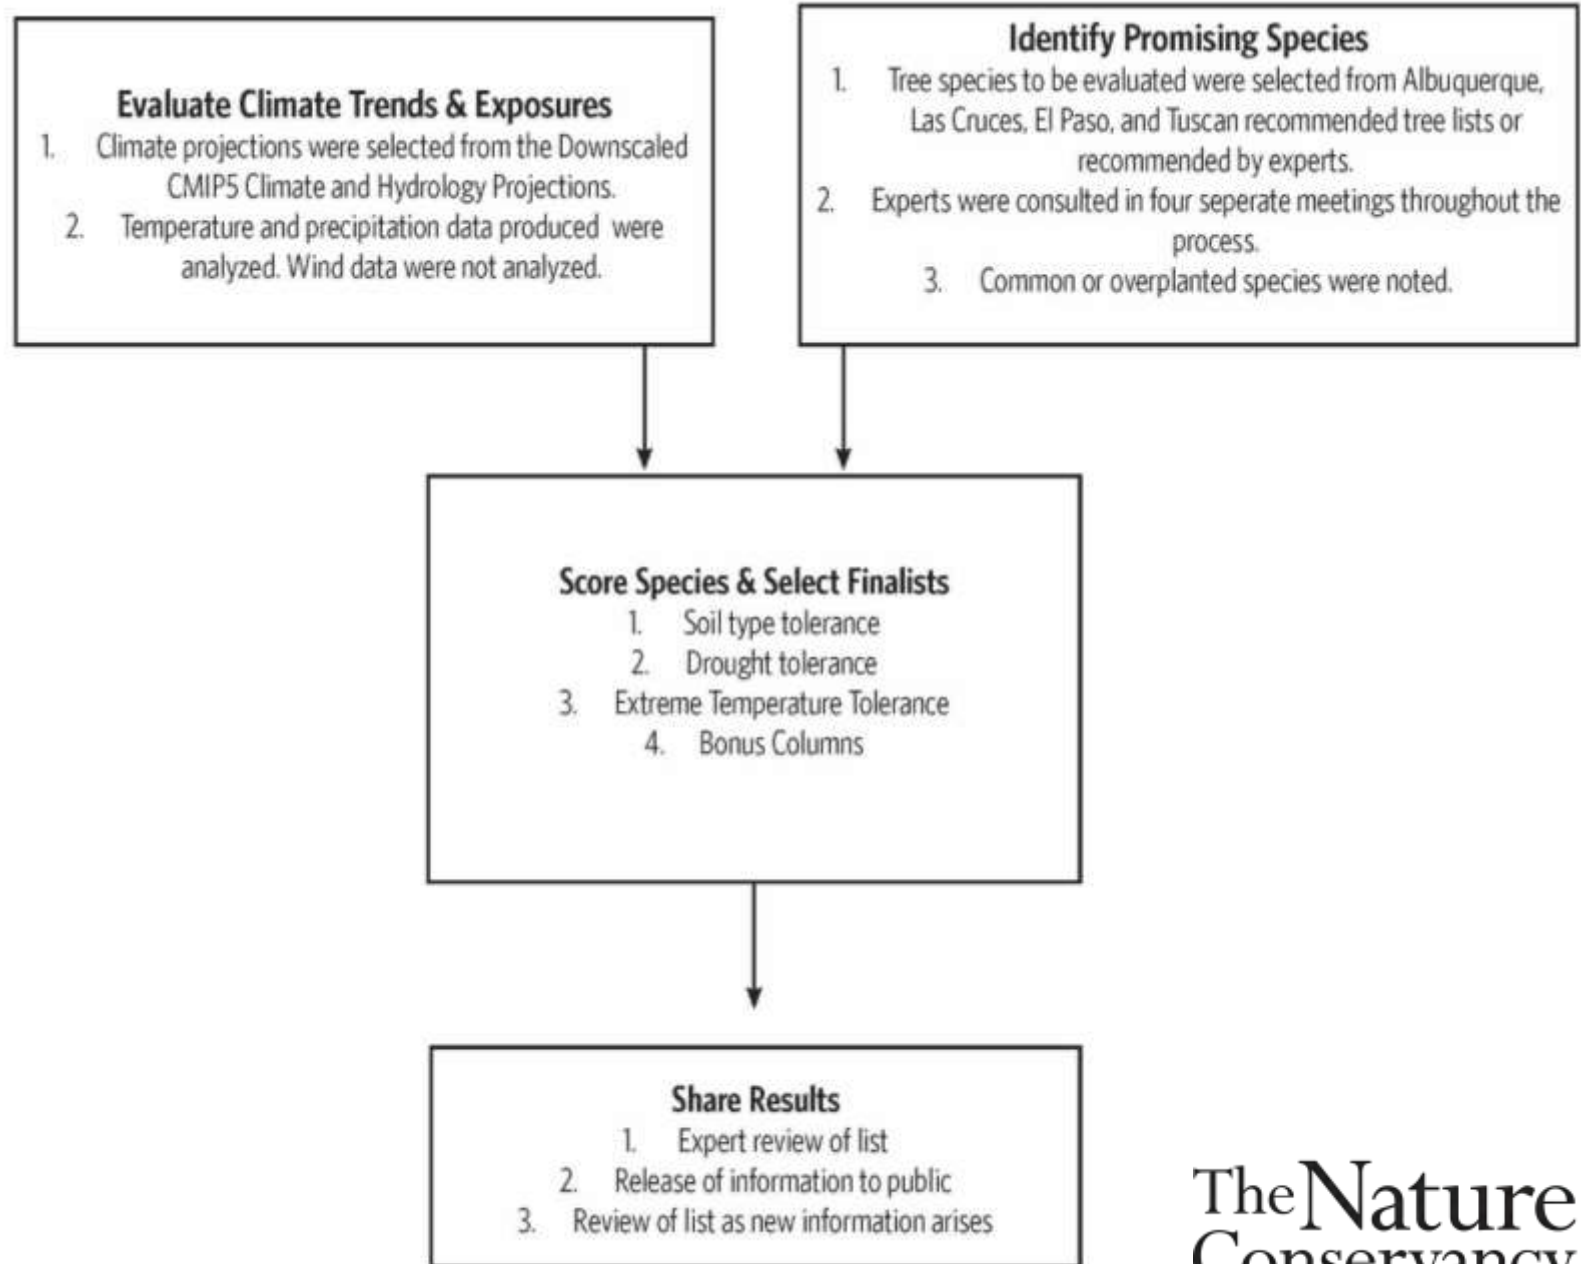 Evaluate Climate Trends & Exposures
1. Climate projections were selected from the Downscaled
CMIP5 Climate and Hydrology Projections.
2. Temperature and precipitation data produced were
analyzed. Wind data were not analyzed.
Identify Promising Species
1. Tree species to be evaluated were selected from Albuquerque,
Las Cruces, El Paso, and Tuscan recommended tree lists or
recommended by experts.
2. Experts were consulted in four seperate meetings throughout the
process.
3. Common or overplanted species were noted.
Score Species & Select Finalists
1. Soil type tolerance
2. Drought tolerance
3. Extreme Temperature Tolerance
4. Bonus Columns
Share Results
1. Expert review of list
2. Release of information to public
3. Review of list as new information arises
The Nature
Conservancy